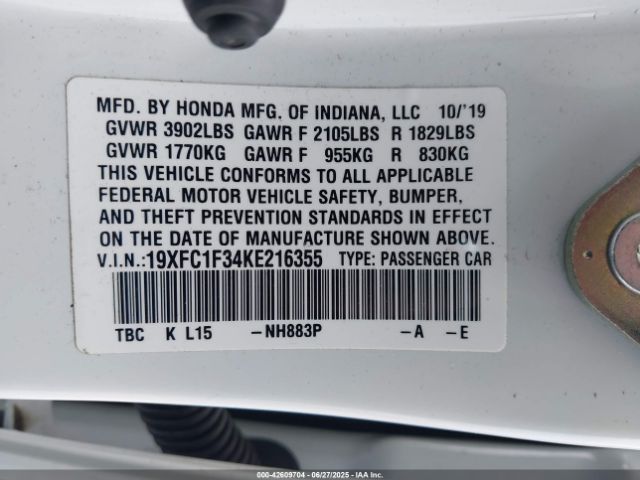 MFD. BY HONDA MFG. OF INDIANA, LLC 10/'19
GVWR 3902LBS GAWR F 2105LBS R 1829LBS
GVWR 1770KG GAWR F 955KG R 830KG
THIS VEHICLE CONFORMS TO ALL APPLICABLE
FEDERAL MOTOR VEHICLE SAFETY, BUMPER,
AND THEFT PREVENTION STANDARDS IN EFFECT
ON THE DATE OF MANUFACTURE SHOWN ABOVE.
V.I.N.:19XFC1F34KE216355 TYPE: PASSENGER CAR
TBC K L15 -NH883P -A -E
000-42609704 - 06/27/2025 - IAA Inc.